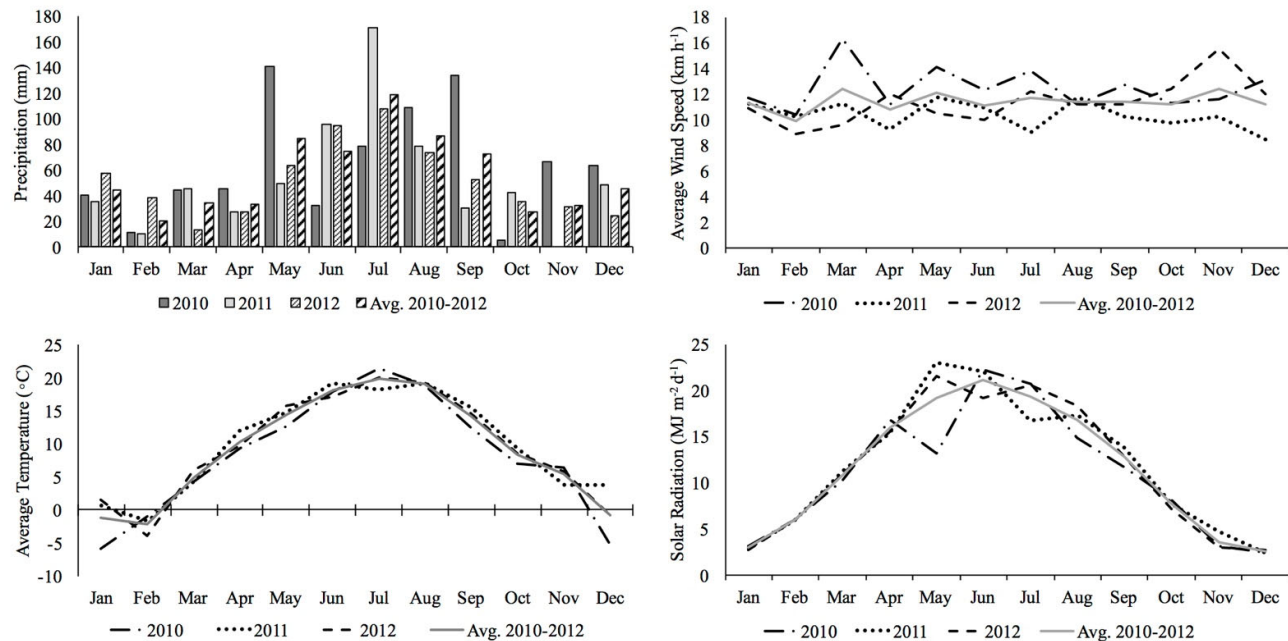 Precipitation (mm)
180
160
140
120
100
80
60
40
20
0
Jan Feb Mar Apr May Jun Jul Aug Sep Oct Nov Dec
2010 2011 2012 Avg. 2010-2012
Average Wind Speed (km h⁻¹)
18
16
14
12
10
8
6
4
2
0
Jan Feb Mar Apr May Jun Jul Aug Sep Oct Nov Dec
2010 2011 2012 Avg. 2010-2012
Average Temperature (°C)
25
20
15
10
5
0
-5
-10
Jan Feb Mar Apr May Jun Jul Aug Sep Oct Nov Dec
2010 2011 2012 Avg. 2010-2012
Solar Radiation (MJ m⁻² d⁻¹)
25
20
15
10
5
0
Jan Feb Mar Apr May Jun Jul Aug Sep Oct Nov Dec
2010 2011 2012 Avg. 2010-2012